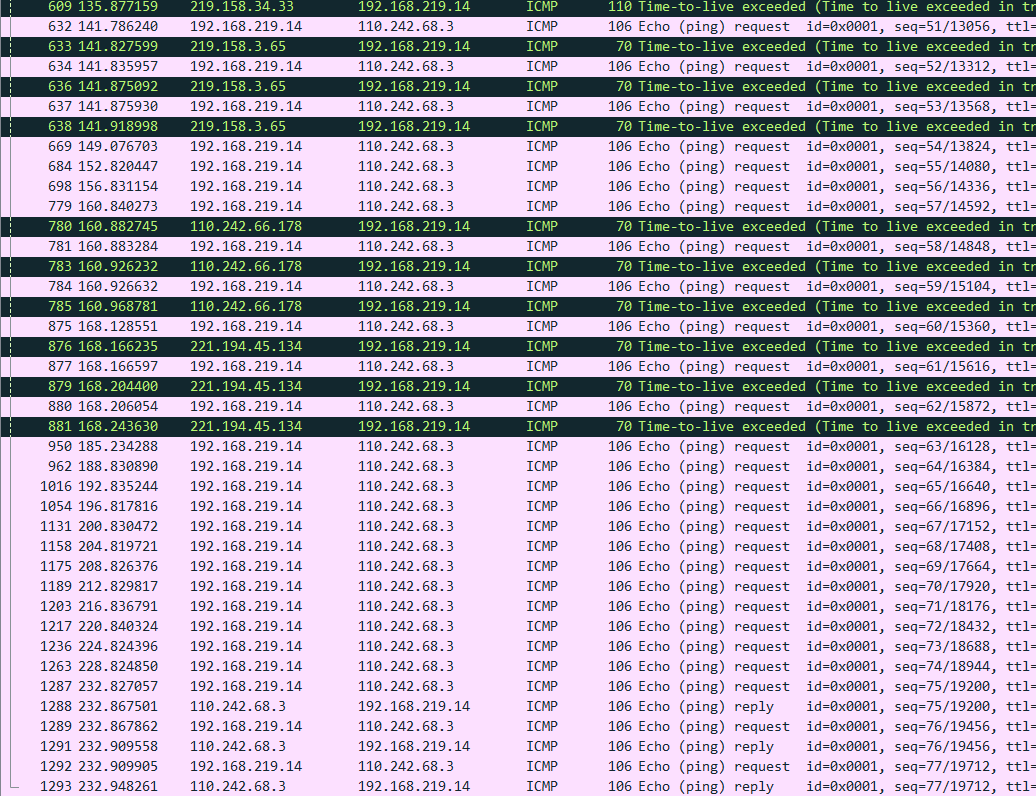 609 135.877159 219.158.34.33 192.168.219.14 ICMP 110 Time-to-live exceeded (Time to live exceeded in tr
632 141.786240 192.168.219.14 110.242.68.3 ICMP 106 Echo (ping) request id=0x0001, seq=51/13056, ttl=
633 141.827599 219.158.3.65 192.168.219.14 ICMP 70 Time-to-live exceeded (Time to live exceeded in tr
634 141.835957 192.168.219.14 110.242.68.3 ICMP 106 Echo (ping) request id=0x0001, seq=52/13312, ttl=
636 141.875092 219.158.3.65 192.168.219.14 ICMP 70 Time-to-live exceeded (Time to live exceeded in tr
637 141.875930 192.168.219.14 110.242.68.3 ICMP 106 Echo (ping) request id=0x0001, seq=53/13568, ttl=
638 141.918998 219.158.3.65 192.168.219.14 ICMP 70 Time-to-live exceeded (Time to live exceeded in tr
669 149.076703 192.168.219.14 110.242.68.3 ICMP 106 Echo (ping) request id=0x0001, seq=54/13824, ttl=
684 152.820447 192.168.219.14 110.242.68.3 ICMP 106 Echo (ping) request id=0x0001, seq=55/14080, ttl=
698 156.831154 192.168.219.14 110.242.68.3 ICMP 106 Echo (ping) request id=0x0001, seq=56/14336, ttl=
779 160.840273 192.168.219.14 110.242.68.3 ICMP 106 Echo (ping) request id=0x0001, seq=57/14592, ttl=
780 160.882745 110.242.66.178 192.168.219.14 ICMP 70 Time-to-live exceeded (Time to live exceeded in tr
781 160.883284 192.168.219.14 110.242.68.3 ICMP 106 Echo (ping) request id=0x0001, seq=58/14848, ttl=
783 160.926232 110.242.66.178 192.168.219.14 ICMP 70 Time-to-live exceeded (Time to live exceeded in tr
784 160.926632 192.168.219.14 110.242.68.3 ICMP 106 Echo (ping) request id=0x0001, seq=59/15104, ttl=
785 160.968781 110.242.66.178 192.168.219.14 ICMP 70 Time-to-live exceeded (Time to live exceeded in tr
875 168.128551 192.168.219.14 110.242.68.3 ICMP 106 Echo (ping) request id=0x0001, seq=60/15360, ttl=
876 168.166235 221.194.45.134 192.168.219.14 ICMP 70 Time-to-live exceeded (Time to live exceeded in tr
877 168.166597 192.168.219.14 110.242.68.3 ICMP 106 Echo (ping) request id=0x0001, seq=61/15616, ttl=
879 168.204400 221.194.45.134 192.168.219.14 ICMP 70 Time-to-live exceeded (Time to live exceeded in tr
880 168.206054 192.168.219.14 110.242.68.3 ICMP 106 Echo (ping) request id=0x0001, seq=62/15872, ttl=
881 168.243630 221.194.45.134 192.168.219.14 ICMP 70 Time-to-live exceeded (Time to live exceeded in tr
950 185.234288 192.168.219.14 110.242.68.3 ICMP 106 Echo (ping) request id=0x0001, seq=63/16128, ttl=
962 188.830890 192.168.219.14 110.242.68.3 ICMP 106 Echo (ping) request id=0x0001, seq=64/16384, ttl=
1016 192.835244 192.168.219.14 110.242.68.3 ICMP 106 Echo (ping) request id=0x0001, seq=65/16640, ttl=
1054 196.817816 192.168.219.14 110.242.68.3 ICMP 106 Echo (ping) request id=0x0001, seq=66/16896, ttl=
1131 200.830472 192.168.219.14 110.242.68.3 ICMP 106 Echo (ping) request id=0x0001, seq=67/17152, ttl=
1158 204.819721 192.168.219.14 110.242.68.3 ICMP 106 Echo (ping) request id=0x0001, seq=68/17408, ttl=
1175 208.826376 192.168.219.14 110.242.68.3 ICMP 106 Echo (ping) request id=0x0001, seq=69/17664, ttl=
1189 212.829817 192.168.219.14 110.242.68.3 ICMP 106 Echo (ping) request id=0x0001, seq=70/17920, ttl=
1203 216.836791 192.168.219.14 110.242.68.3 ICMP 106 Echo (ping) request id=0x0001, seq=71/18176, ttl=
1217 220.840324 192.168.219.14 110.242.68.3 ICMP 106 Echo (ping) request id=0x0001, seq=72/18432, ttl=
1236 224.824396 192.168.219.14 110.242.68.3 ICMP 106 Echo (ping) request id=0x0001, seq=73/18688, ttl=
1263 228.824850 192.168.219.14 110.242.68.3 ICMP 106 Echo (ping) request id=0x0001, seq=74/18944, ttl=
1287 232.827057 192.168.219.14 110.242.68.3 ICMP 106 Echo (ping) request id=0x0001, seq=75/19200, ttl=
1288 232.867501 110.242.68.3 192.168.219.14 ICMP 106 Echo (ping) reply id=0x0001, seq=75/19200, ttl=
1289 232.867862 192.168.219.14 110.242.68.3 ICMP 106 Echo (ping) request id=0x0001, seq=76/19456, ttl=
1291 232.909558 110.242.68.3 192.168.219.14 ICMP 106 Echo (ping) reply id=0x0001, seq=76/19456, ttl=
1292 232.909905 192.168.219.14 110.242.68.3 ICMP 106 Echo (ping) request id=0x0001, seq=77/19712, ttl=
1293 232.948261 110.242.68.3 192.168.219.14 ICMP 106 Echo (ping) reply id=0x0001, seq=77/19712, ttl=